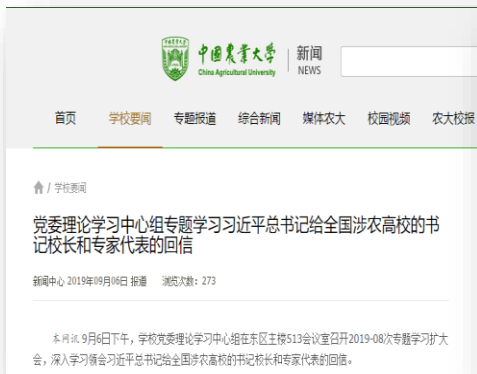 中国农业大学
China Agricultural University
新闻
NEWS
首页 学校要闻 专题报道 综合新闻 媒体农大 校园视频 农大校报
/ 学校要闻
党委理论学习中心组专题学习习近平总书记给全国涉农高校的书
记校长和专家代表的回信
新闻中心 2019年09月06日 报道 浏览次数：273
本网讯 9月6日下午，学校党委理论学习中心组在东区主楼513会议室召开2019-08次专题学习扩大
会，深入学习领会习近平总书记给全国涉农高校的书记校长和专家代表的回信。